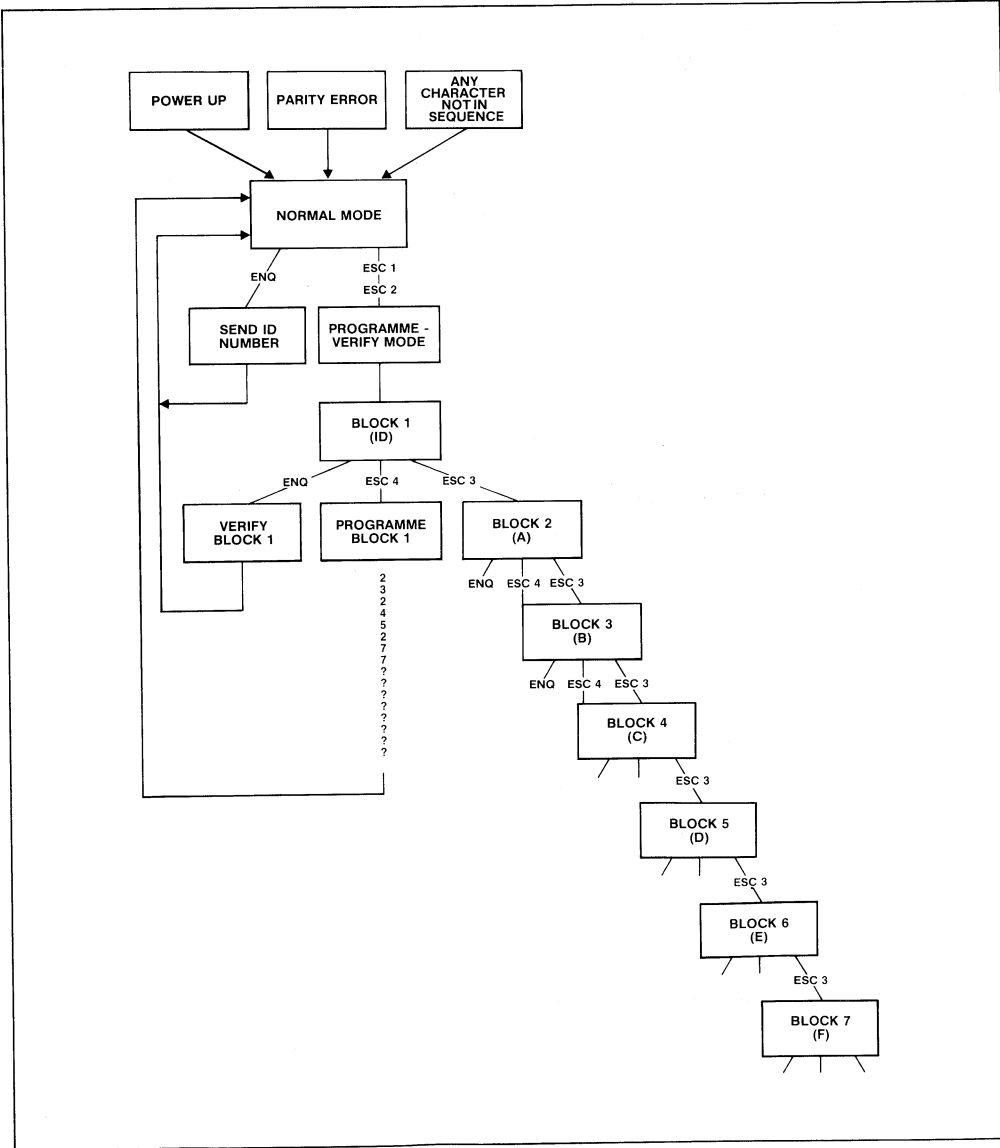 POWER UP
PARITY ERROR
ANY
CHARACTER
NOT IN
SEQUENCE
NORMAL MODE
ENQ
ESC 1
ESC 2
SEND ID
NUMBER
PROGRAMME -
VERIFY MODE
BLOCK 1
(ID)
ENQ
ESC 4
ESC 3
VERIFY
BLOCK 1
PROGRAMME
BLOCK 1
BLOCK 2
(A)
ENQ
ESC 4
ESC 3
2
3
2
4
5
2
7
7
?
?
?
?
?
?
?
?
BLOCK 3
(B)
ENQ
ESC 4
ESC 3
BLOCK 4
(C)
ESC 3
BLOCK 5
(D)
ESC 3
BLOCK 6
(E)
ESC 3
BLOCK 7
(F)